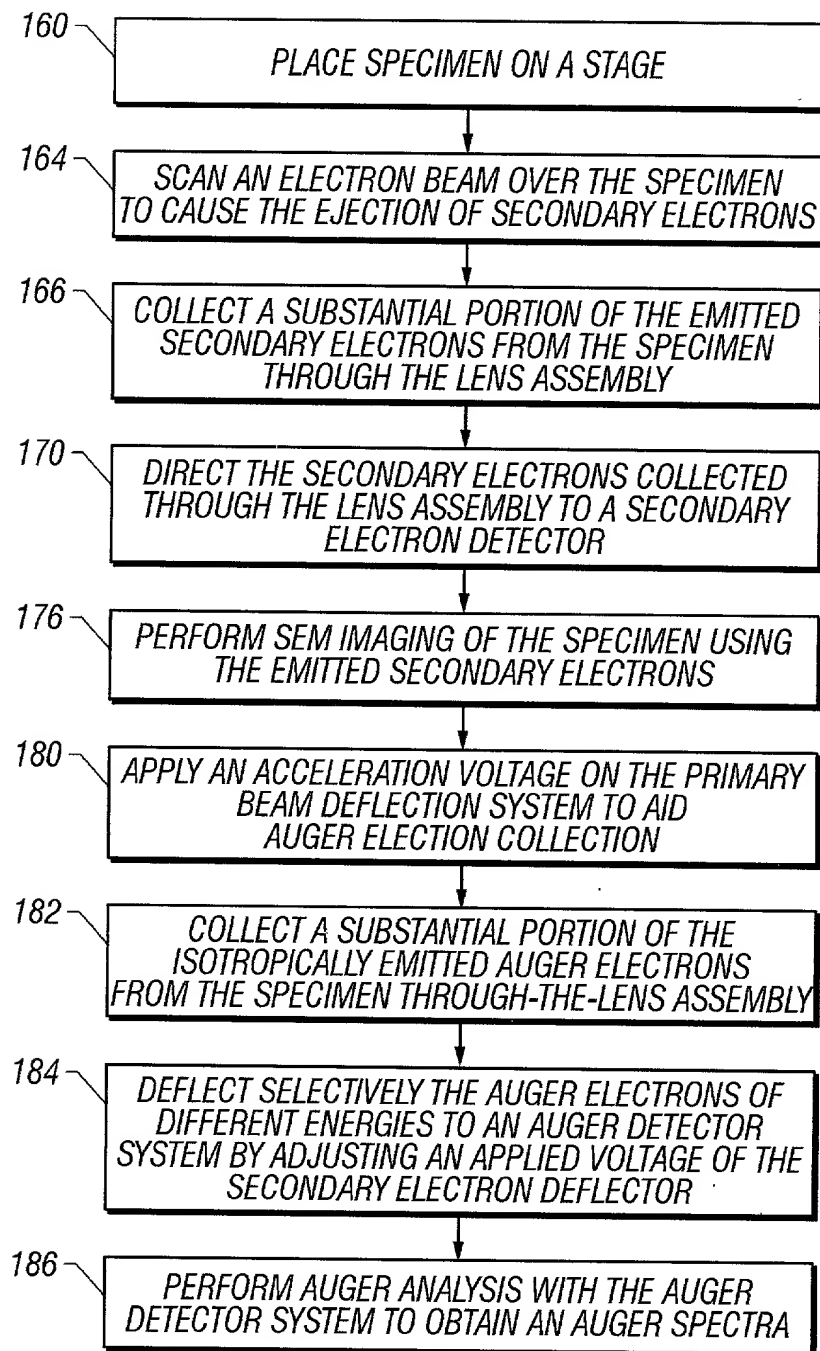 160
PLACE SPECIMEN ON A STAGE
164
SCAN AN ELECTRON BEAM OVER THE SPECIMEN
TO CAUSE THE EJECTION OF SECONDARY ELECTRONS
166
COLLECT A SUBSTANTIAL PORTION OF THE EMITTED
SECONDARY ELECTRONS FROM THE SPECIMEN
THROUGH THE LENS ASSEMBLY
170
DIRECT THE SECONDARY ELECTRONS COLLECTED
THROUGH THE LENS ASSEMBLY TO A SECONDARY
ELECTRON DETECTOR
176
PERFORM SEM IMAGING OF THE SPECIMEN USING
THE EMITTED SECONDARY ELECTRONS
180
APPLY AN ACCELERATION VOLTAGE ON THE PRIMARY
BEAM DEFLECTION SYSTEM TO AID
AUGER ELECTION COLLECTION
182
COLLECT A SUBSTANTIAL PORTION OF THE
ISOTROPICALLY EMITTED AUGER ELECTRONS
FROM THE SPECIMEN THROUGH-THE-LENS ASSEMBLY
184
DEFLECT SELECTIVELY THE AUGER ELECTRONS OF
DIFFERENT ENERGIES TO AN AUGER DETECTOR
SYSTEM BY ADJUSTING AN APPLIED VOLTAGE OF THE
SECONDARY ELECTRON DEFLECTOR
186
PERFORM AUGER ANALYSIS WITH THE AUGER
DETECTOR SYSTEM TO OBTAIN AN AUGER SPECTRA